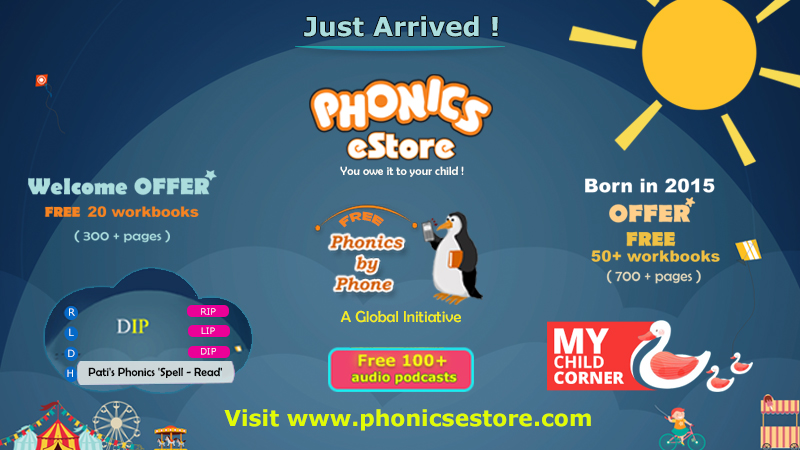 Just Arrived !
PHONICS
eStore
You owe it to your child !
Welcome OFFER
FREE 20 workbooks
( 300 + pages )
Born in 2015
OFFER
FREE
50+ workbooks
( 700 + pages )
FREE
Phonics
by
Phone
A Global Initiative
R
L
D
H
DIP
RIP
LIP
DIP
Pati's Phonics 'Spell - Read'
Free 100+
audio podcasts
MY
CHILD
CORNER
Visit www.phonicsestore.com